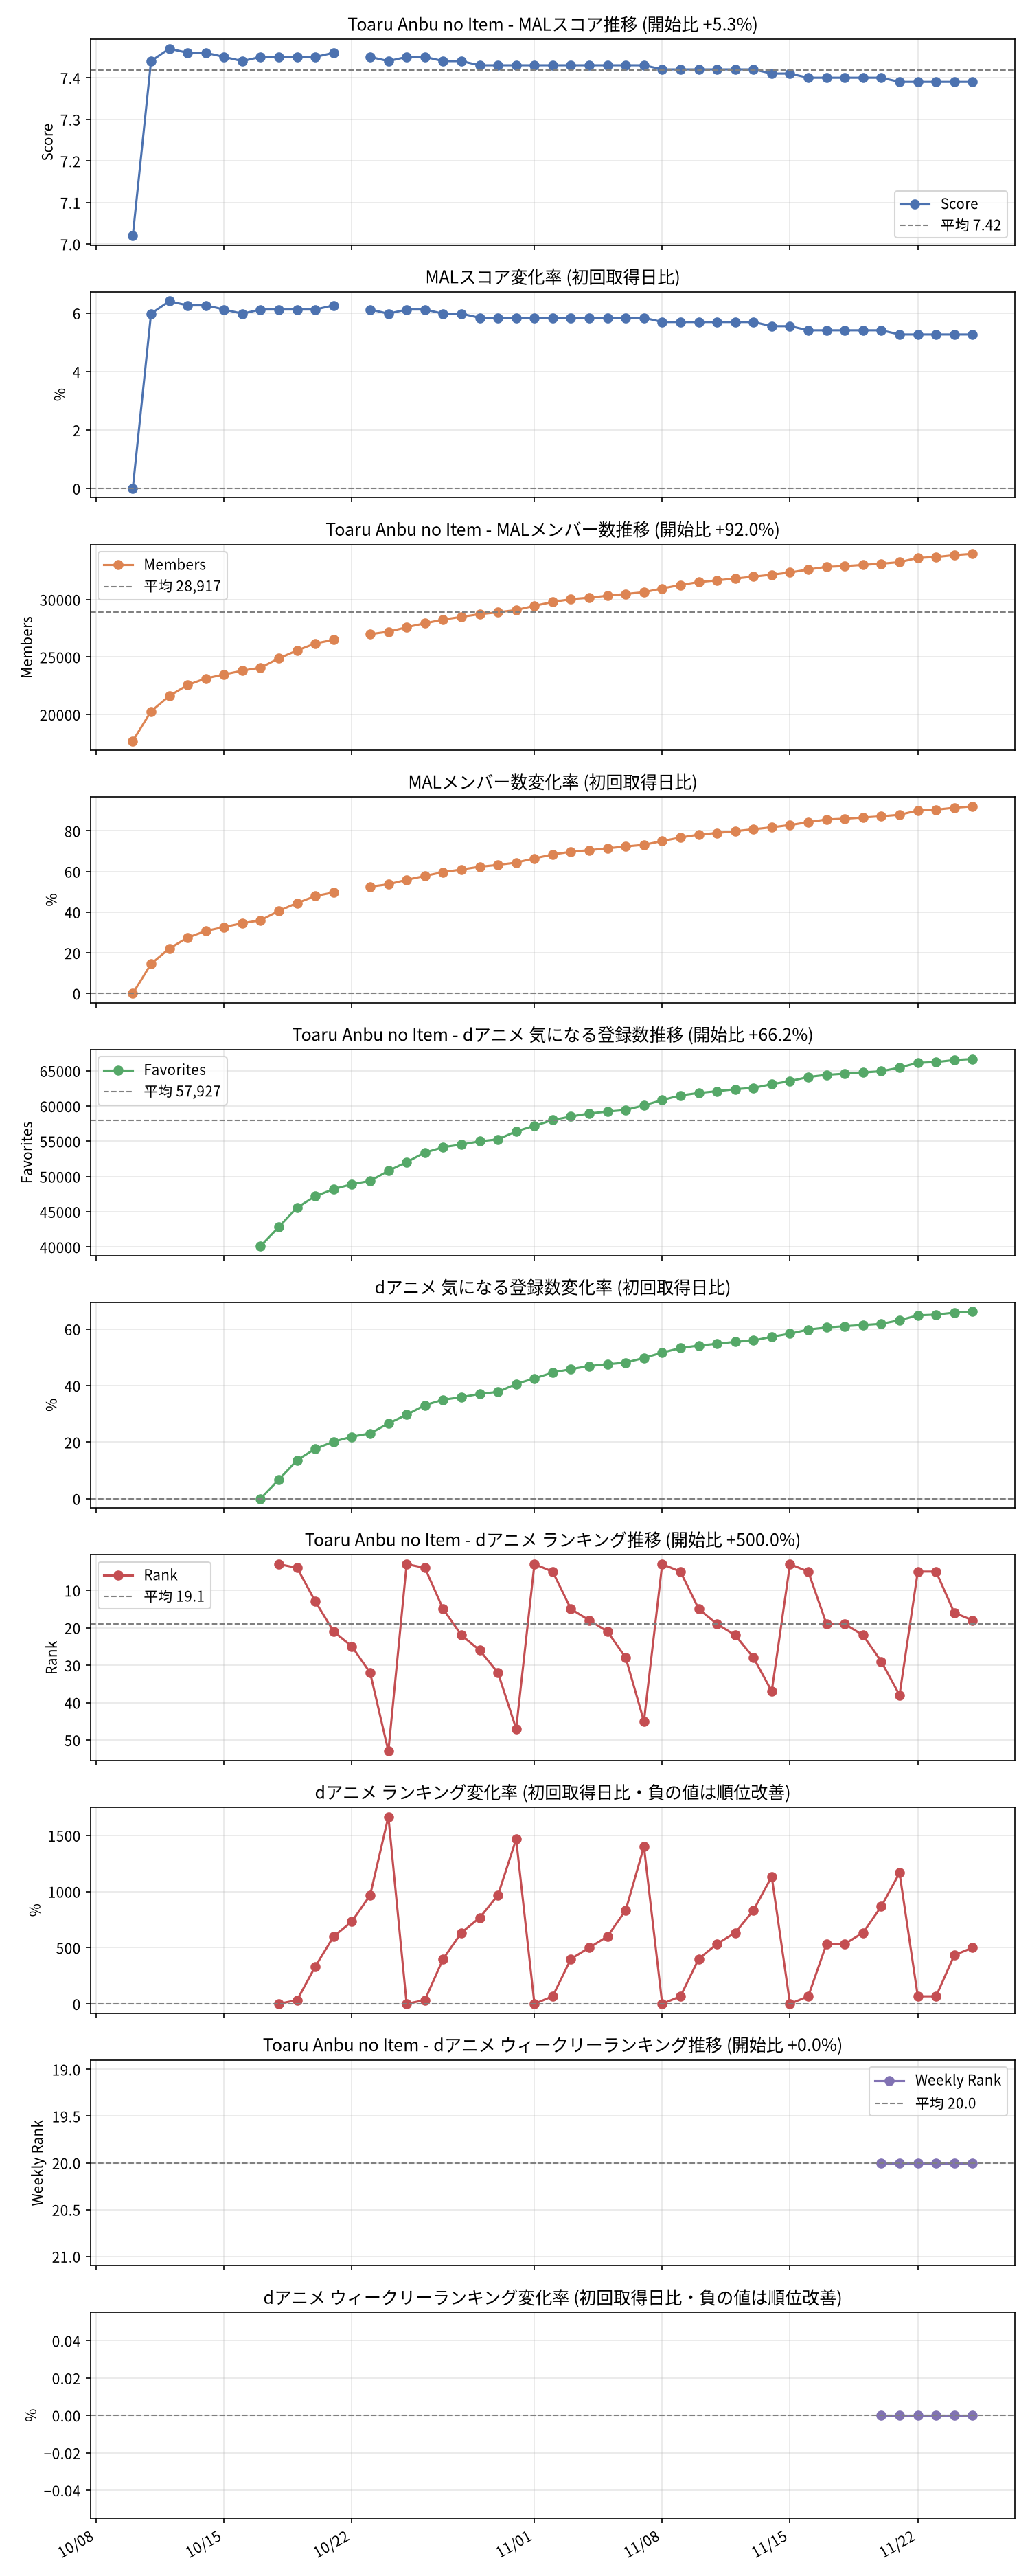 Toaru Anbu no Item - MALスコア推移 (開始比 +5.3%)
7.4
7.3
7.2
7.1
7.0
Score
Score
平均 7.42
MALスコア変化率 (初回取得日比)
6
4
2
0
%
Toaru Anbu no Item - MALメンバー数推移 (開始比 +92.0%)
Members
平均 28,917
30000
25000
20000
Members
MALメンバー数変化率 (初回取得日比)
80
60
40
20
0
%
Toaru Anbu no Item - dアニメ 気になる登録数推移 (開始比 +66.2%)
Favorites
平均 57,927
65000
60000
55000
50000
45000
40000
Favorites
dアニメ 気になる登録数変化率 (初回取得日比)
60
40
20
0
%
Toaru Anbu no Item - dアニメ ランキング推移 (開始比 +500.0%)
Rank
平均 19.1
10
20
30
40
50
Rank
dアニメ ランキング変化率 (初回取得日比・負の値は順位改善)
1500
1000
500
0
%
Toaru Anbu no Item - dアニメ ウィークリーランキング推移 (開始比 +0.0%)
Weekly Rank
平均 20.0
19.0
19.5
20.0
20.5
21.0
Weekly Rank
dアニメ ウィークリーランキング変化率 (初回取得日比・負の値は順位改善)
0.04
0.02
0.00
−0.02
−0.04
%
10/08
10/15
10/22
11/01
11/08
11/15
11/22